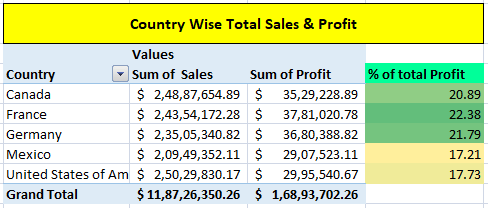 Country Wise Total Sales & Profit
Values
Country Sum of Sales Sum of Profit % of total Profit
Canada $ 2,48,87,654.89 $ 35,29,228.89 20.89
France $ 2,43,54,172.28 $ 37,81,020.78 22.38
Germany $ 2,35,05,340.82 $ 36,80,388.82 21.79
Mexico $ 2,09,49,352.11 $ 29,07,523.11 17.21
United States of Am $ 2,50,29,830.17 $ 29,95,540.67 17.73
Grand Total $ 11,87,26,350.26 $ 1,68,93,702.26